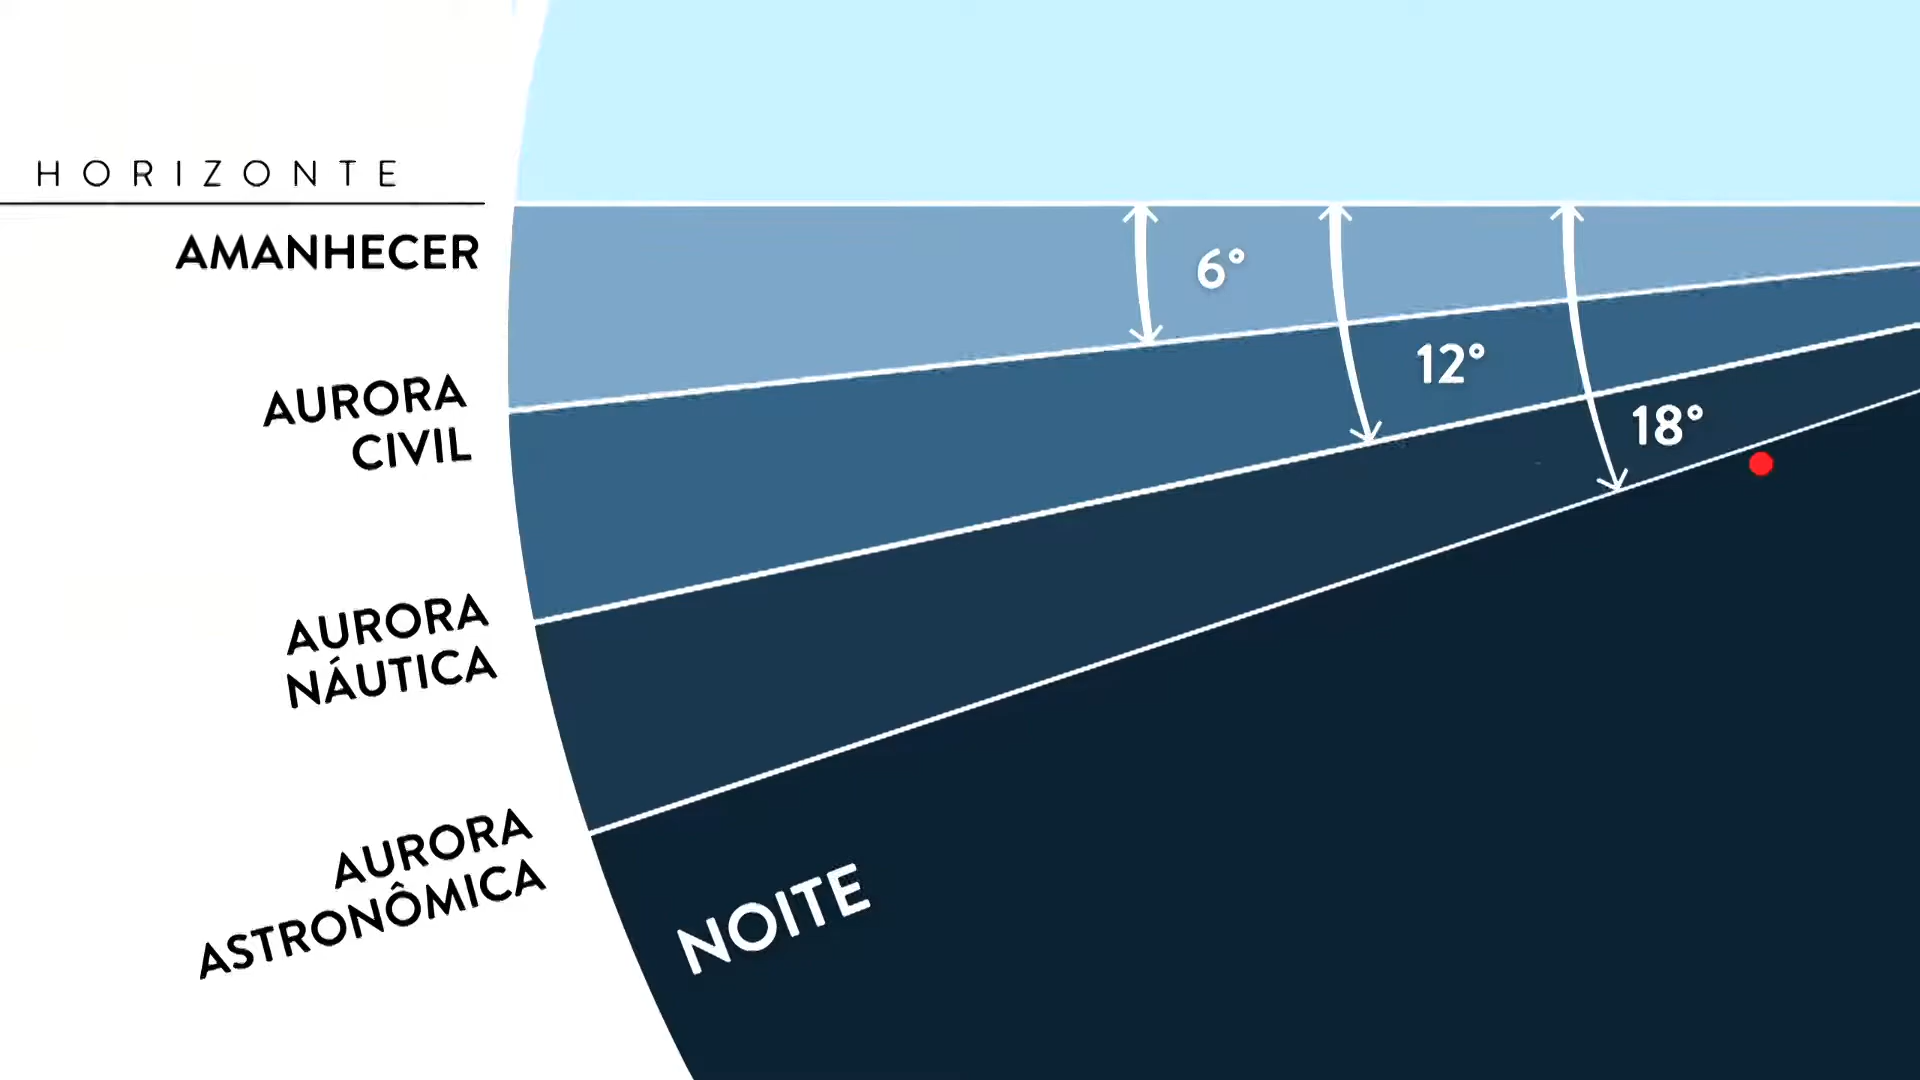 HORIZONTE
AMANHECER
6°
12°
18°
AURORA
CIVIL
AURORA
NÁUTICA
AURORA
ASTRONÔMICA
NOITE